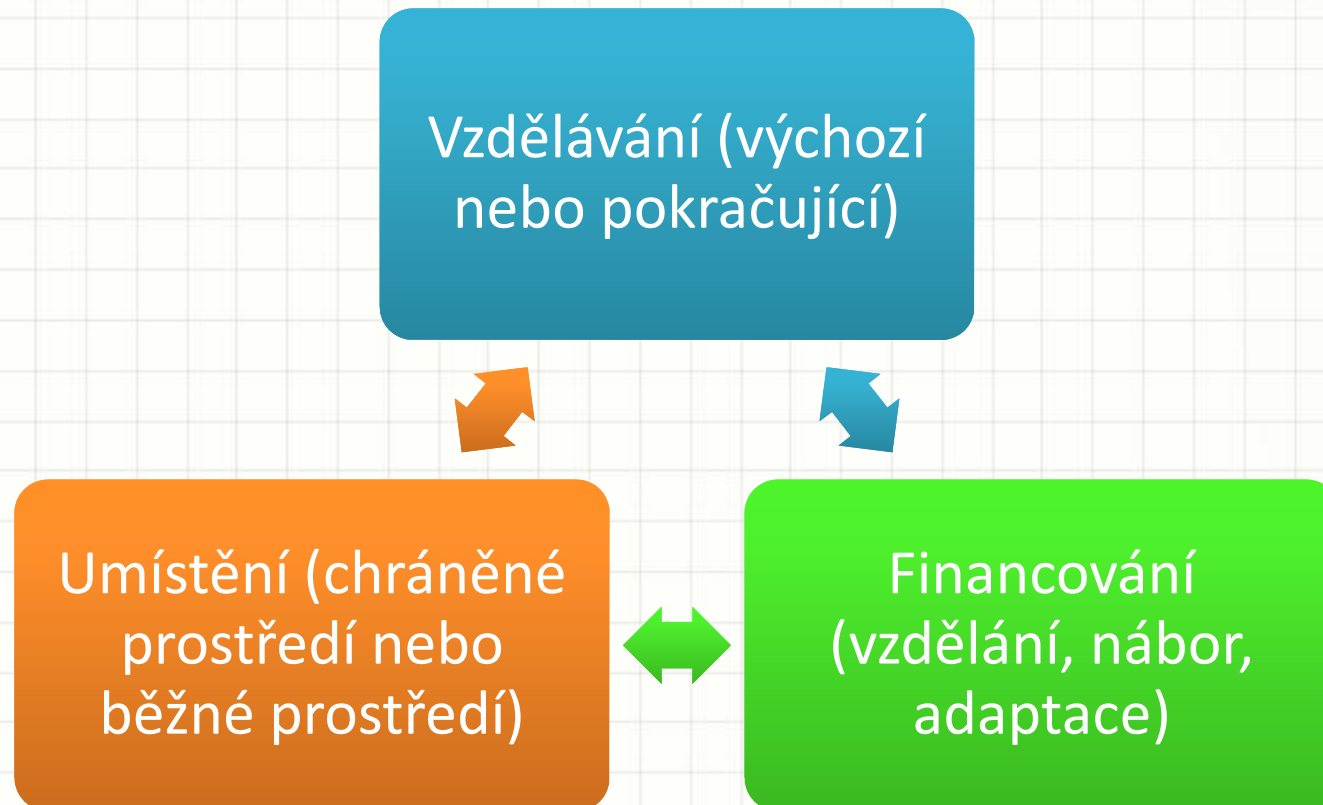 Vzdělávání (výchozí
nebo pokračující)
Umístění (chráněné
prostředí nebo
běžné prostředí)
Financování
(vzdělání, nábor,
adaptace)